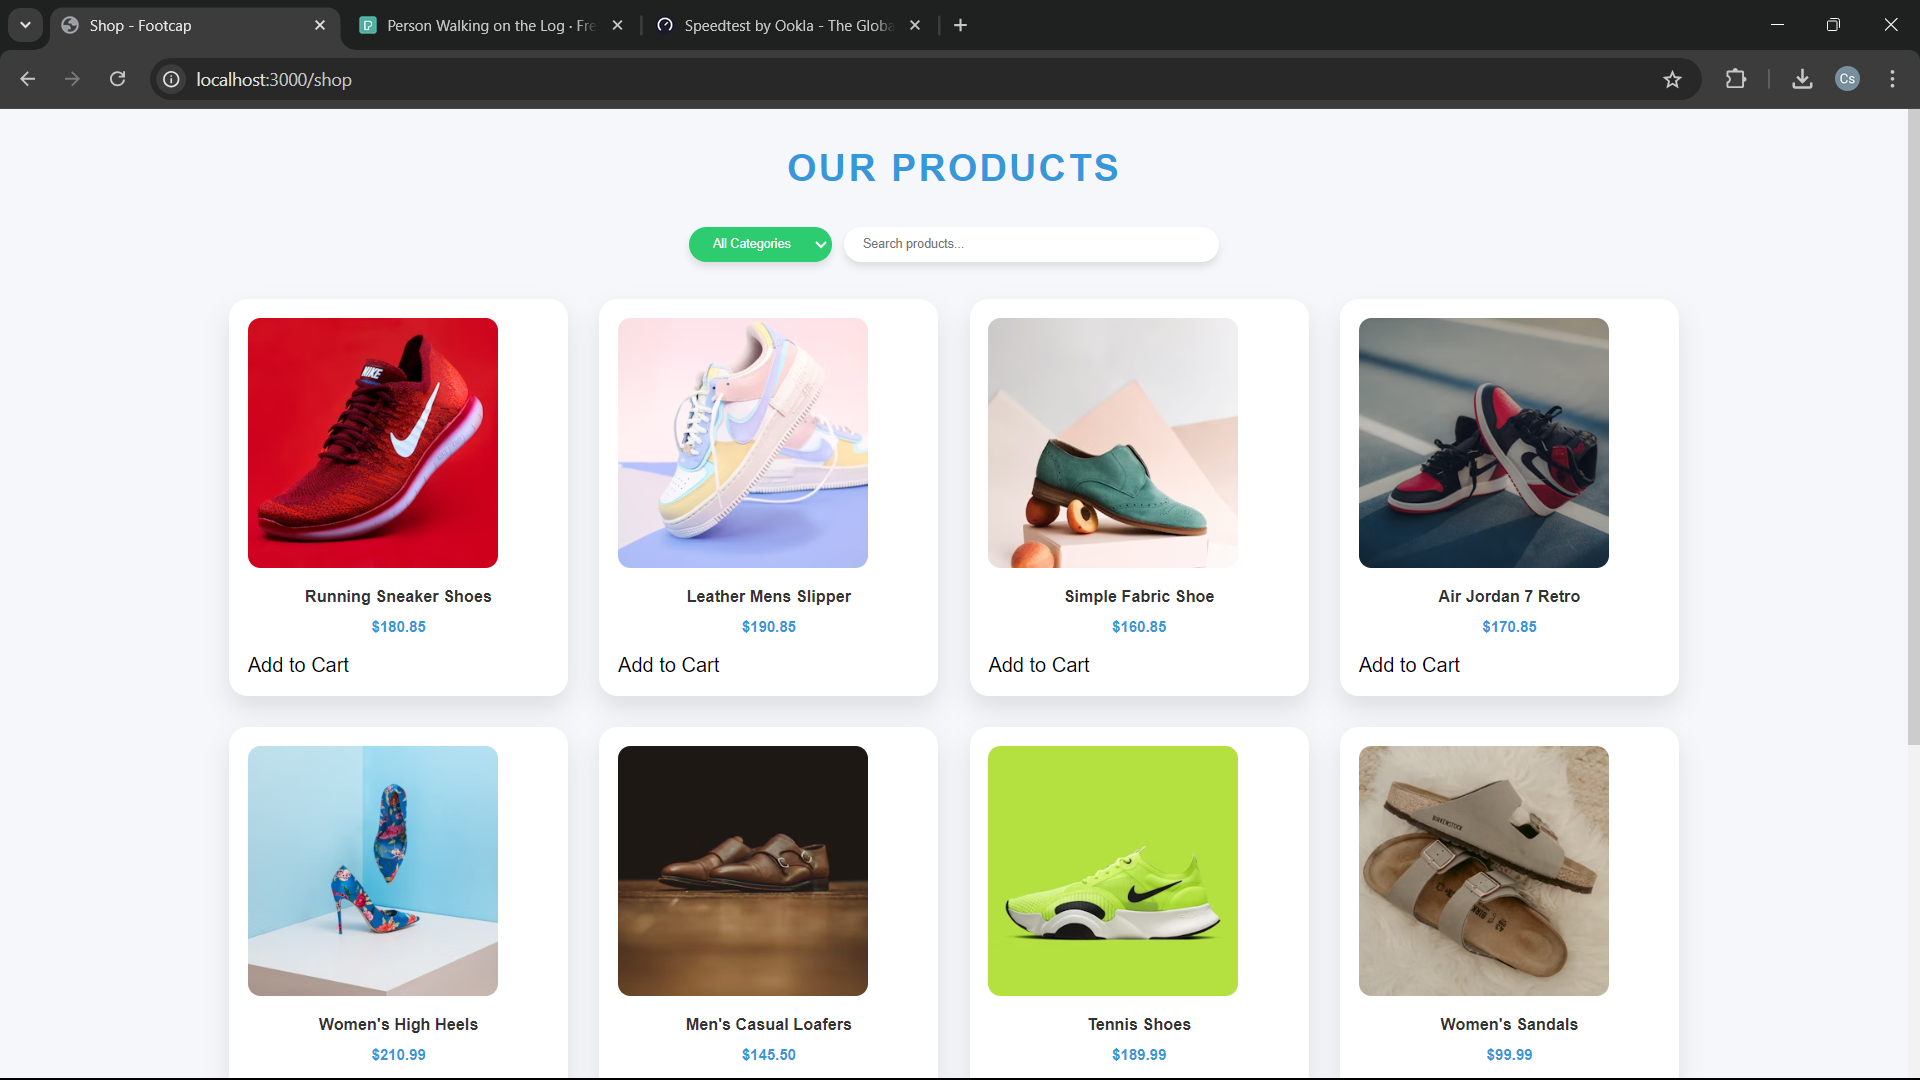 Shop - Footcap
Person Walking on the Log · Fre
Speedtest by Ookla - The Globa
localhost:3000/shop
Cs
OUR PRODUCTS
All Categories
Search products...
NIKE
Running Sneaker Shoes
$180.85
Add to Cart
Leather Mens Slipper
$190.85
Add to Cart
Simple Fabric Shoe
$160.85
Add to Cart
Air Jordan 7 Retro
$170.85
Add to Cart
Women's High Heels
$210.99
Men's Casual Loafers
$145.50
Tennis Shoes
$189.99
BIRKENSTOCK
Women's Sandals
$99.99